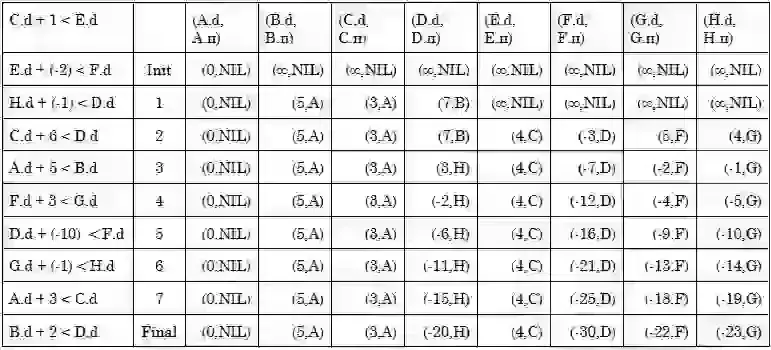 C.d + 1 < E.d (A.d, A.π) (B.d, B.π) (C.d, C.π) (D.d, D.π) (E.d, E.π) (F.d, F.π) (G.d, G.π) (H.d, H.π)
E.d + (-2) < F.d Init (0,NIL) (∞,NIL) (∞,NIL) (∞,NIL) (∞,NIL) (∞,NIL) (∞,NIL) (∞,NIL)
H.d + (-1) < D.d 1 (0,NIL) (5,A) (3,A) (7,B) (∞,NIL) (∞,NIL) (∞,NIL) (∞,NIL)
C.d + 6 < D.d 2 (0,NIL) (5,A) (3,A) (7,B) (4,C) (-3,D) (5,F) (4,G)
A.d + 5 < B.d 3 (0,NIL) (5,A) (3,A) (3,H) (4,C) (-7,D) (-2,F) (-1,G)
F.d + 3 < G.d 4 (0,NIL) (5,A) (3,A) (-2,H) (4,C) (-12,D) (-4,F) (-5,G)
D.d + (-10) < F.d 5 (0,NIL) (5,A) (3,A) (-6,H) (4,C) (-16,D) (-9,F) (-10,G)
G.d + (-1) < H.d 6 (0,NIL) (5,A) (3,A) (-11,H) (4,C) (-21,D) (-13,F) (-14,G)
A.d + 3 < C.d 7 (0,NIL) (5,A) (3,A) (-15,H) (4,C) (-25,D) (-18,F) (-19,G)
B.d + 2 < D.d Final (0,NIL) (5,A) (3,A) (-20,H) (4,C) (-30,D) (-22,F) (-23,G)